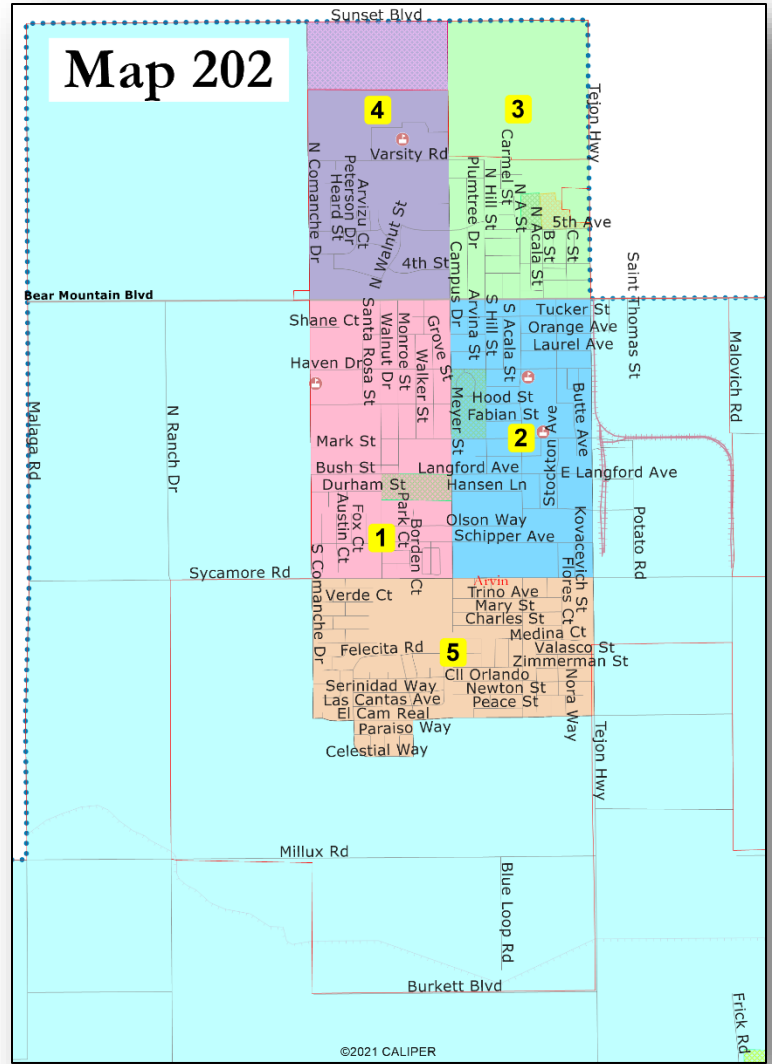 Sunset Blvd
Map 202
4
3
Tejon Hwy
Varsity Rd
Carmel St
N Comanche Dr
Peterson Dr
Heard St
Arvizu Ct
N Walnut St
Plumtree Dr
N Hill St
N A St
N Acala St
B St
C St
5th Ave
4th St
Campus Dr
Saint Thomas St
Bear Mountain Blvd
Shane Ct
Santa Rosa St
Walnut Dr
Monroe St
Grove St
Walker St
Arvina St
S Hill St
S Acala St
Tucker St
Orange Ave
Laurel Ave
Malovich Rd
Haven Dr
Malaga Rd
N Ranch Dr
Meyer St
Hood St
Fabian St
Butte Ave
2
Stockton Ave
Mark St
Bush St
Langford Ave
E Langford Ave
Durham St
Hansen Ln
Fox Ct
Austin Ct
Park Ct
Borden Ct
1
Olson Way
Schipper Ave
Kovacevich St
Potato Rd
Sycamore Rd
S Comanche Dr
Arvin
Flores Ct
Verde Ct
Trino Ave
Mary St
Charles St
Medina Ct
Felecita Rd
5
Valasco St
Zimmerman St
Cll Orlando
Serinidad Way
Newton St
Nora Way
Las Cantas Ave
Peace St
El Cam Real
Paraiso Way
Tejon Hwy
Celestial Way
Millux Rd
Blue Loop Rd
Burkett Blvd
Frick Rd
©2021 CALIPER